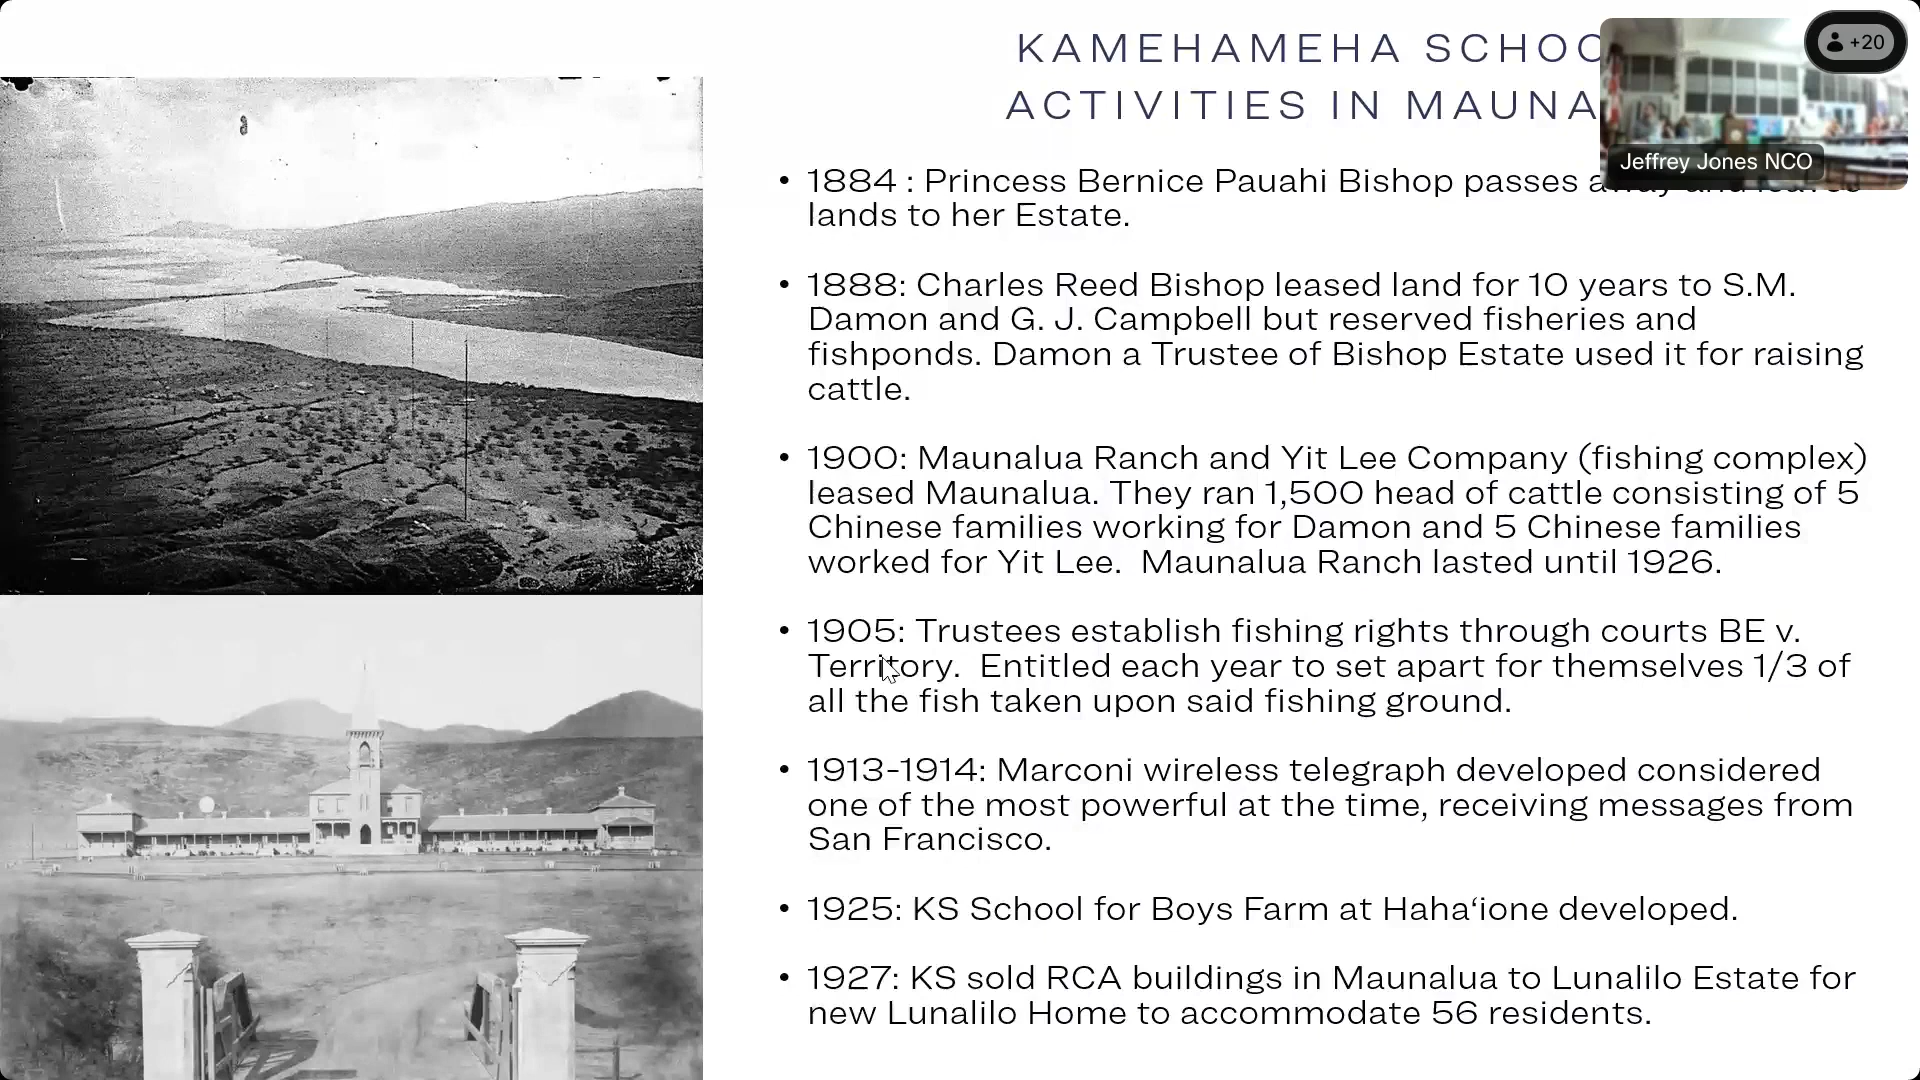 KAMEHAMEHA SCHOO
ACTIVITIES IN MAUNA
+20
Jeffrey Jones NCO
• 1884 : Princess Bernice Pauahi Bishop passes away and leaves
lands to her Estate.
• 1888: Charles Reed Bishop leased land for 10 years to S.M.
Damon and G. J. Campbell but reserved fisheries and
fishponds. Damon a Trustee of Bishop Estate used it for raising
cattle.
• 1900: Maunalua Ranch and Yit Lee Company (fishing complex)
leased Maunalua. They ran 1,500 head of cattle consisting of 5
Chinese families working for Damon and 5 Chinese families
worked for Yit Lee.  Maunalua Ranch lasted until 1926.
• 1905: Trustees establish fishing rights through courts BE v.
Territory.  Entitled each year to set apart for themselves 1/3 of
all the fish taken upon said fishing ground.
• 1913-1914: Marconi wireless telegraph developed considered
one of the most powerful at the time, receiving messages from
San Francisco.
• 1925: KS School for Boys Farm at Haha‘ione developed.
• 1927: KS sold RCA buildings in Maunalua to Lunalilo Estate for
new Lunalilo Home to accommodate 56 residents.